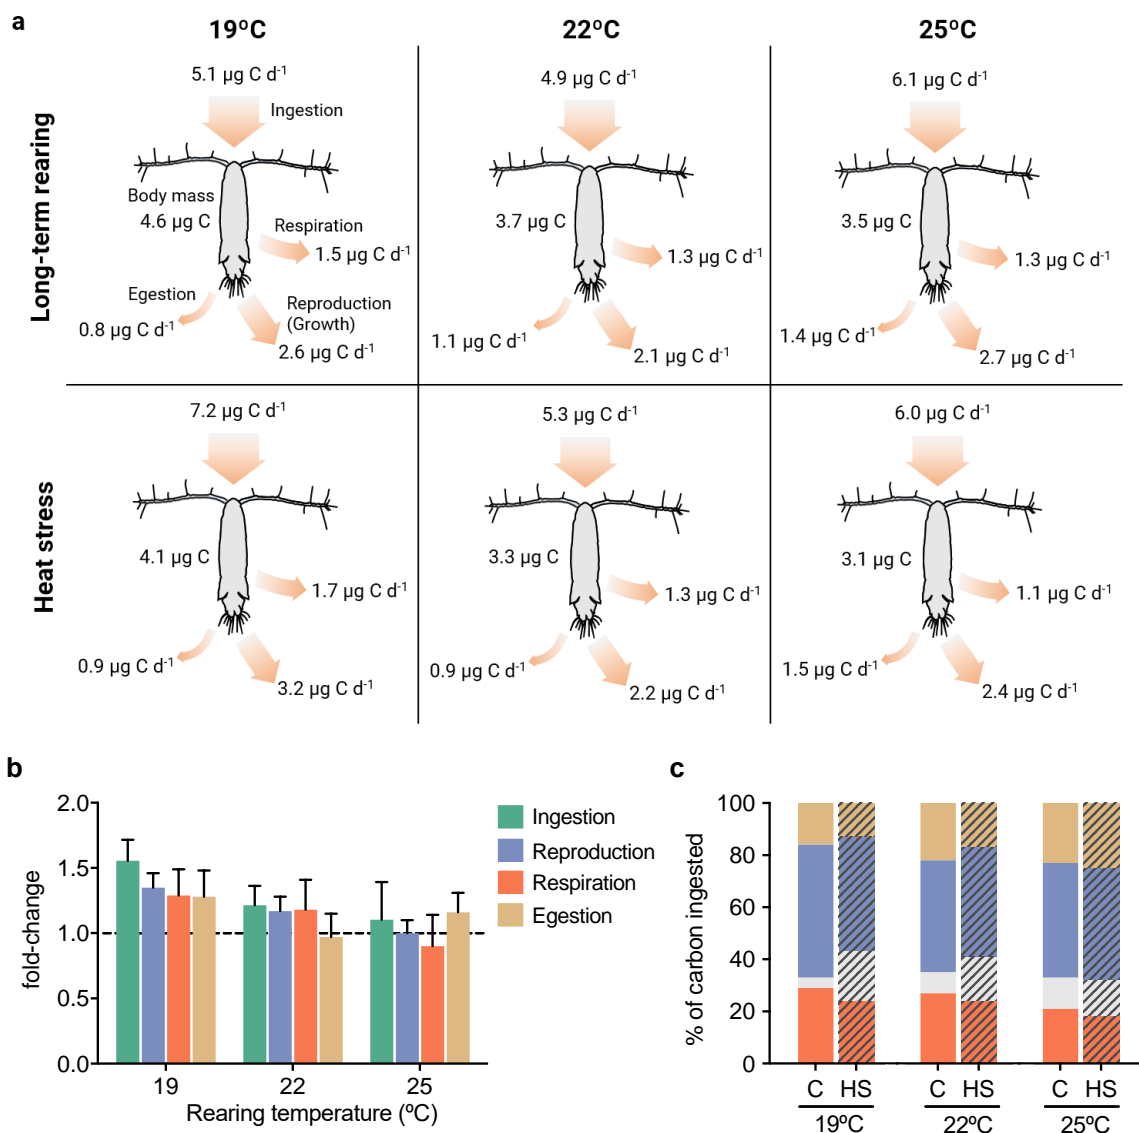 a
19ºC
22ºC
25ºC
Long-term rearing
5.1 µg C d-1
Ingestion
Body mass
4.6 µg C
Respiration
1.5 µg C d-1
Egestion
0.8 µg C d-1
Reproduction
(Growth)
2.6 µg C d-1
4.9 µg C d-1
3.7 µg C
1.3 µg C d-1
1.1 µg C d-1
2.1 µg C d-1
6.1 µg C d-1
3.5 µg C
1.3 µg C d-1
1.4 µg C d-1
2.7 µg C d-1
Heat stress
7.2 µg C d-1
4.1 µg C
1.7 µg C d-1
0.9 µg C d-1
3.2 µg C d-1
5.3 µg C d-1
3.3 µg C
1.3 µg C d-1
0.9 µg C d-1
2.2 µg C d-1
6.0 µg C d-1
3.1 µg C
1.1 µg C d-1
1.5 µg C d-1
2.4 µg C d-1
b
fold-change
2.0
1.5
1.0
0.5
0.0
19
22
25
Rearing temperature (ºC)
Ingestion
Reproduction
Respiration
Egestion
c
% of carbon ingested
100
80
60
40
20
0
C HS C HS C HS
19ºC 22ºC 25ºC